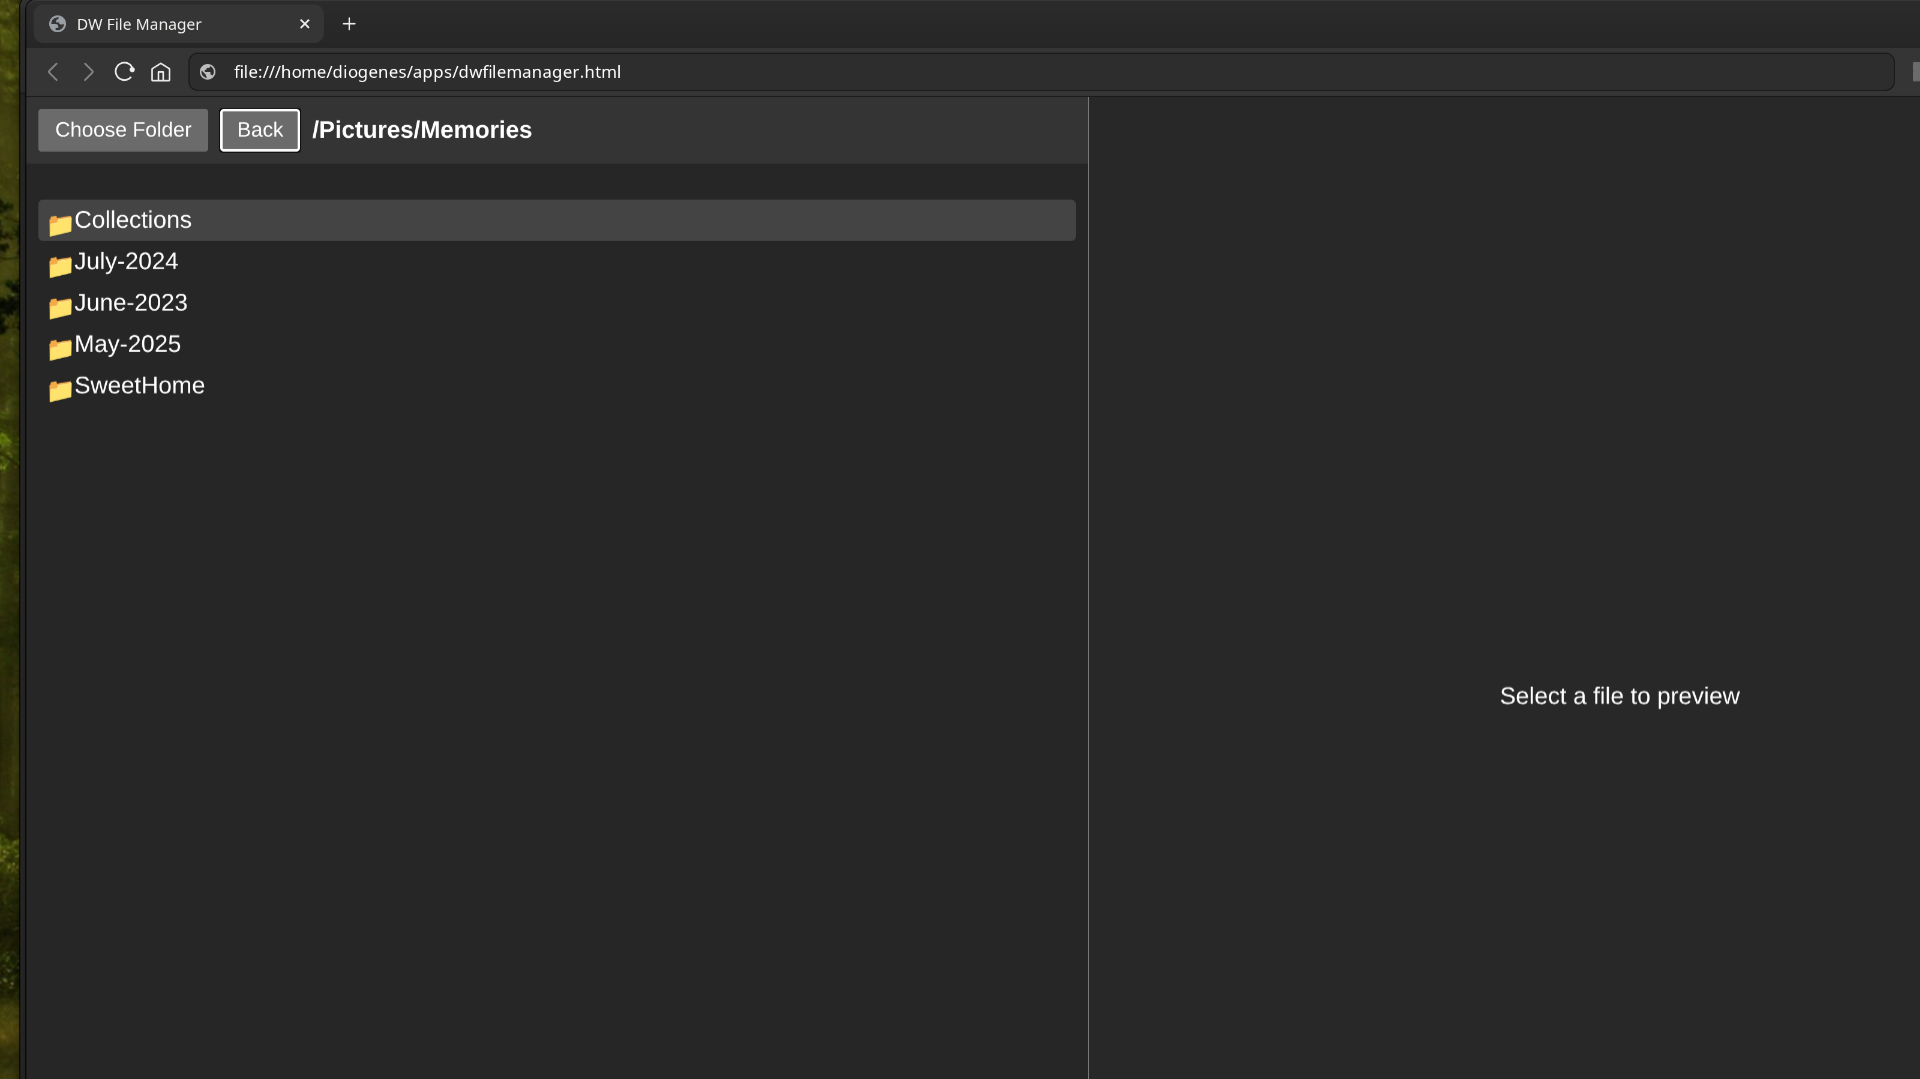 DW File Manager
file:///home/diogenes/apps/dwfilemanager.html
Choose Folder Back /Pictures/Memories
Collections
July-2024
June-2023
May-2025
SweetHome
Select a file to preview